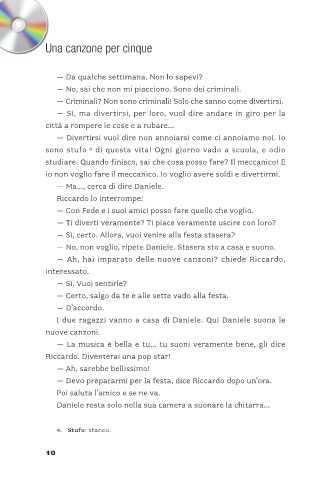 Una canzone per cinque
— Da qualche settimana. Non lo sapevi?
— No, sai che non mi piacciono. Sono dei criminali.
— Criminali? Non sono criminali! Solo che sanno come divertirsi.
— Sì, ma divertirsi, per loro, vuol dire andare in giro per la
città a rompere le cose e a rubare...
— Divertirsi vuol dire non annoiarsi come ci annoiamo noi. Io
sono stufo 4 di questa vita! Ogni giorno vado a scuola, e odio
studiare. Quando finisco, sai che cosa posso fare? Il meccanico! E
io non voglio fare il meccanico. Io voglio avere soldi e divertirmi.
— Ma..., cerca di dire Daniele.
Riccardo lo interrompe:
— Con Fede e i suoi amici posso fare quello che voglio.
— Ti diverti veramente? Ti piace veramente uscire con loro?
— Sì, certo. Allora, vuoi venire alla festa stasera?
— No, non voglio, ripete Daniele. Stasera sto a casa e suono.
— Ah, hai imparato delle nuove canzoni? chiede Riccardo,
interessato.
— Sì. Vuoi sentirle?
— Certo, salgo da te e alle sette vado alla festa.
— D'accordo.
I due ragazzi vanno a casa di Daniele. Qui Daniele suona le
nuove canzoni.
— La musica è bella e tu... tu suoni veramente bene, gli dice
Riccardo. Diventerai una pop star!
— Ah, sarebbe bellissimo!
— Devo prepararmi per la festa, dice Riccardo dopo un'ora.
Poi saluta l'amico e se ne va.
Daniele resta solo nella sua camera a suonare la chitarra...
4. Stufo: stanco.
10